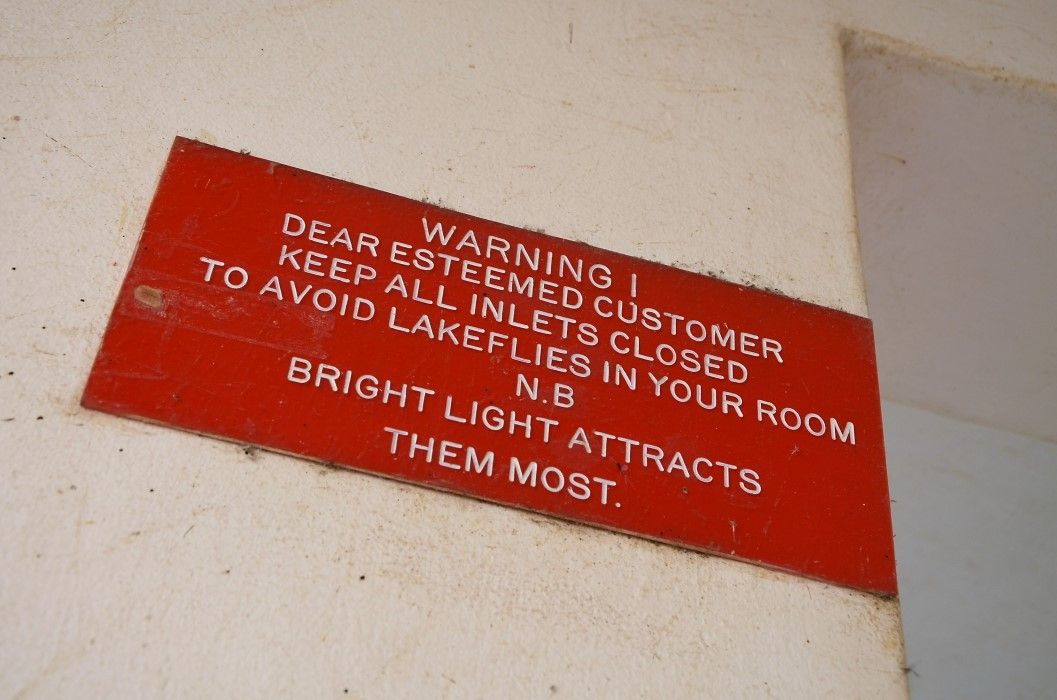 WARNING !
DEAR ESTEEMED CUSTOMER
KEEP ALL INLETS CLOSED
TO AVOID LAKEFLIES IN YOUR ROOM
N.B
BRIGHT LIGHT ATTRACTS
THEM MOST.